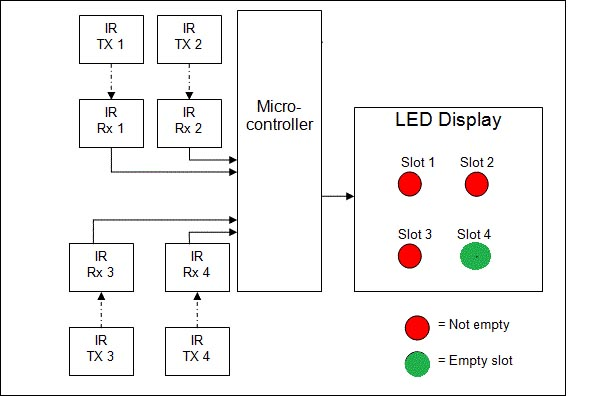 IR
TX 1
IR
TX 2
IR
Rx 1
IR
Rx 2
Micro-
controller
LED Display
Slot 1
Slot 2
Slot 3
Slot 4
IR
Rx 3
IR
Rx 4
IR
TX 3
IR
TX 4
= Not empty
= Empty slot